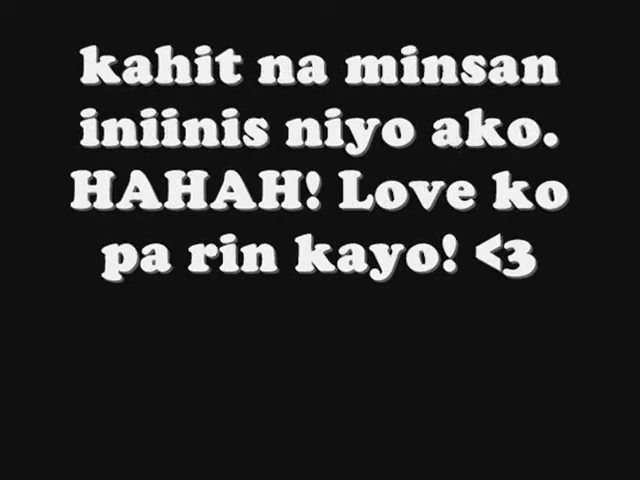 kahit na minsan
iniinis niyo ako.
HAHAH! Love ko
pa rin kayo! <3